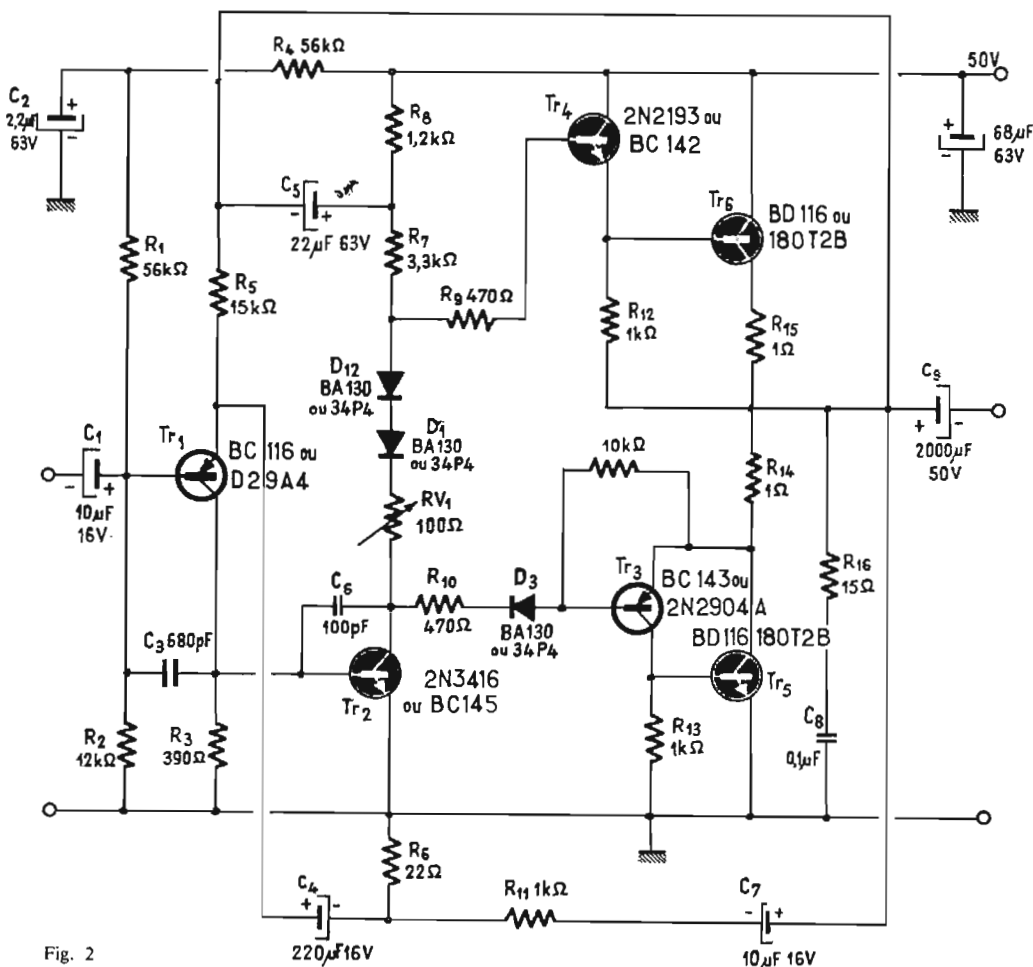 R4 56kΩ
50V
C2
+
-
2,2µF
63V
R8
1,2kΩ
Tr4
2N2193 ou
BC 142
+
-
68µF
63V
C5
-
+
22µF 63V
R1
56kΩ
R5
15kΩ
R7
3,3kΩ
Tr6
BD 116 ou
180T2B
R9 470Ω
R12
1kΩ
R15
1Ω
D12
BA130
ou 34P4
C9
+
-
2000µF
50V
D1
BA130
ou 34P4
C1
-
+
10µF
16V
Tr1
BC 116 ou
D29A4
10kΩ
R14
1Ω
RV1
100Ω
R16
15Ω
Tr3
BC 143 ou
2N2904 A
C6
100pF
R10
470Ω
D3
BA130
ou 34P4
BD116 180T2B
Tr5
C3 680pF
Tr2
2N3416
ou BC145
R2
12kΩ
R3
390Ω
R13
1kΩ
C8
0,1µF
R6
22Ω
C4
+
-
220µF 16V
R11 1kΩ
C7
-
+
10µF 16V
Fig. 2